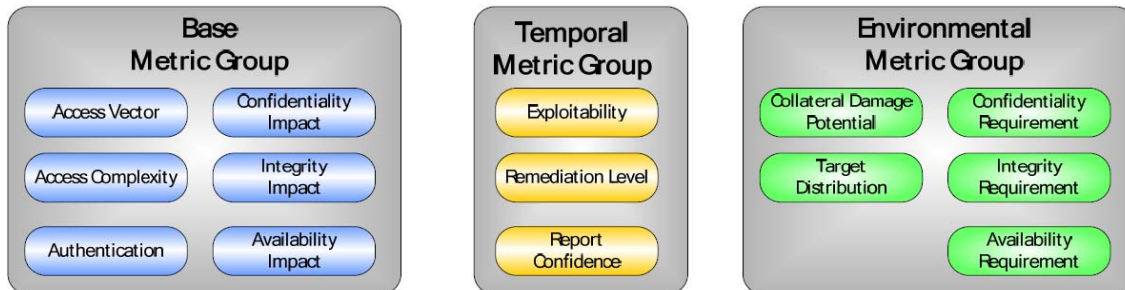 Base
Metric Group
Access Vector
Confidentiality
Impact
Access Complexity
Integrity
Impact
Authentication
Availability
Impact
Temporal
Metric Group
Exploitability
Remediation Level
Report
Confidence
Environmental
Metric Group
Collateral Damage
Potential
Confidentiality
Requirement
Target
Distribution
Integrity
Requirement
Availability
Requirement